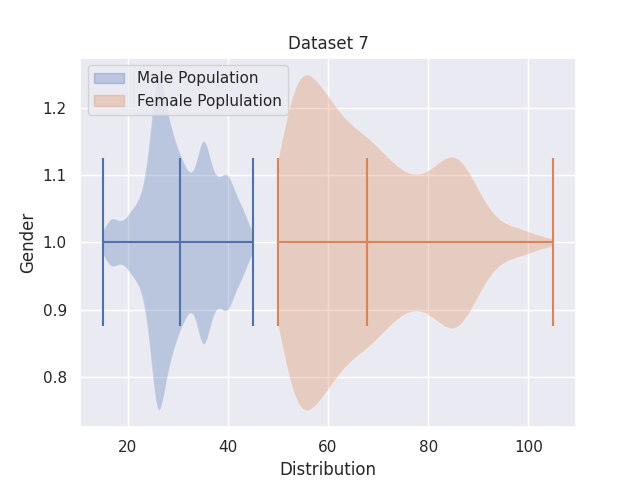 Dataset 7
Male Population
Female Poplulation
1.2
1.1
1.0
0.9
0.8
Gender
20
40
60
80
100
Distribution